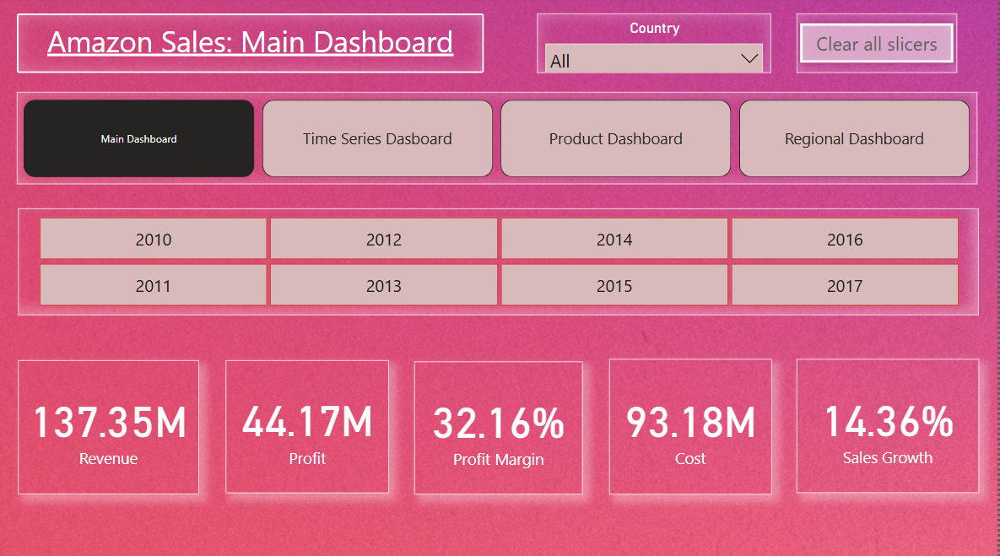 Amazon Sales: Main Dashboard
Country
All
Clear all slicers
Main Dashboard
Time Series Dasboard
Product Dashboard
Regional Dashboard
2010
2012
2014
2016
2011
2013
2015
2017
137.35M
Revenue
44.17M
Profit
32.16%
Profit Margin
93.18M
Cost
14.36%
Sales Growth